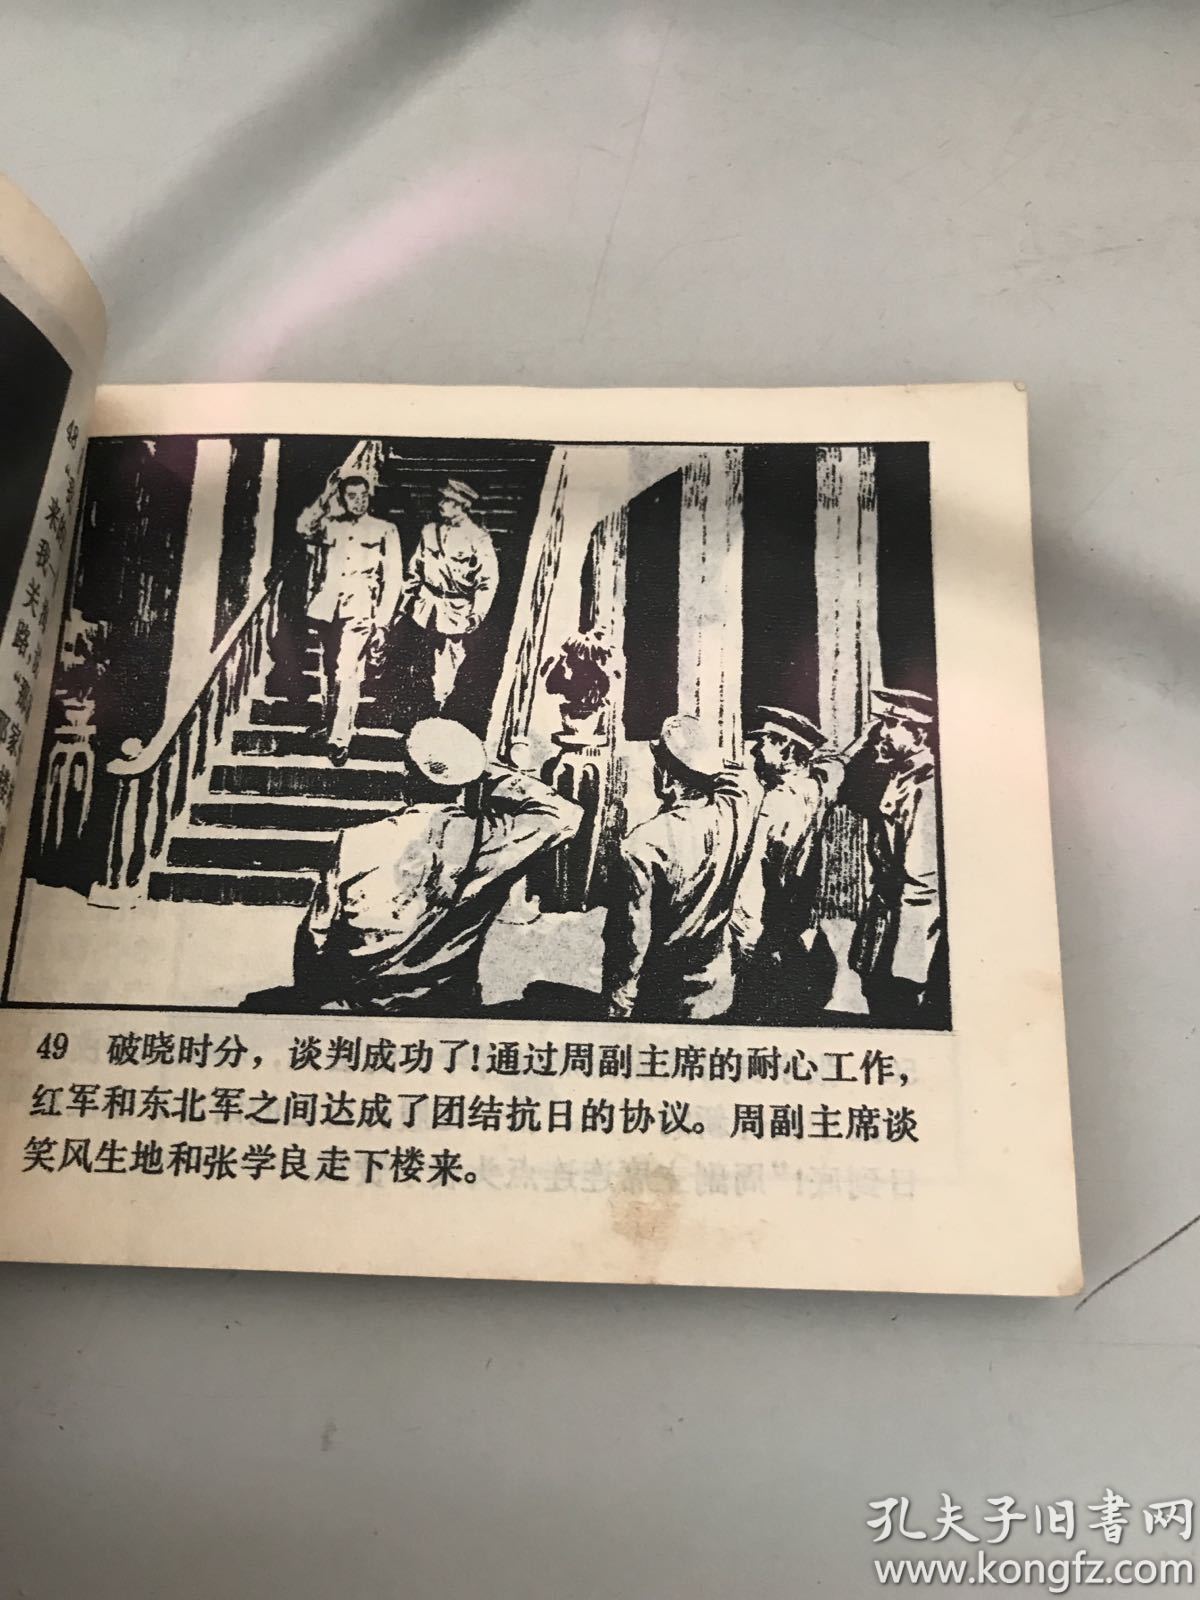 49 破晓时分，谈判成功了！通过周副主席的耐心工作，
红军和东北军之间达成了团结抗日的协议。周副主席谈
笑风生地和张学良走下楼来。
48
孔夫子旧书网
www.kongfz.com